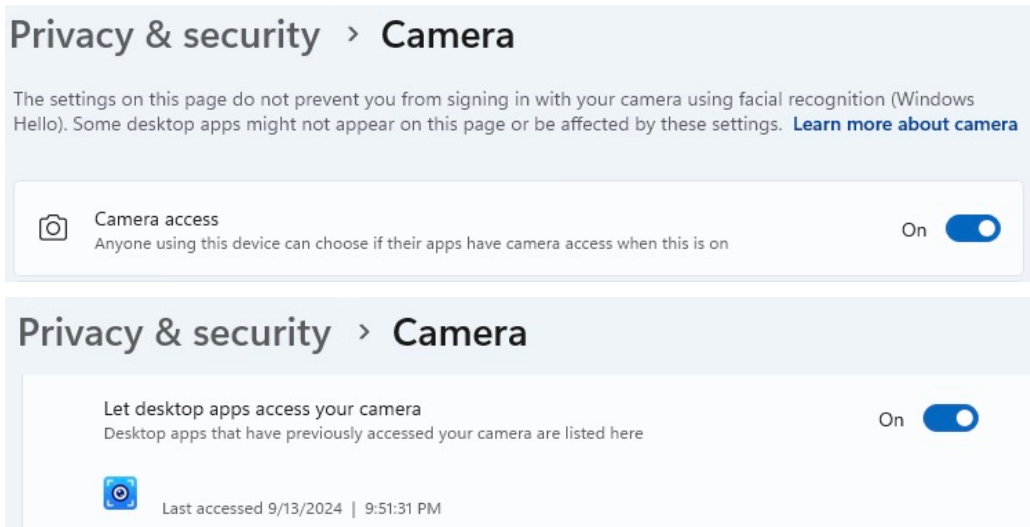 Privacy & security > Camera
The settings on this page do not prevent you from signing in with your camera using facial recognition (Windows
Hello). Some desktop apps might not appear on this page or be affected by these settings. Learn more about camera
Camera access
Anyone using this device can choose if their apps have camera access when this is on
On
Privacy & security > Camera
Let desktop apps access your camera
Desktop apps that have previously accessed your camera are listed here
On
Last accessed 9/13/2024 | 9:51:31 PM